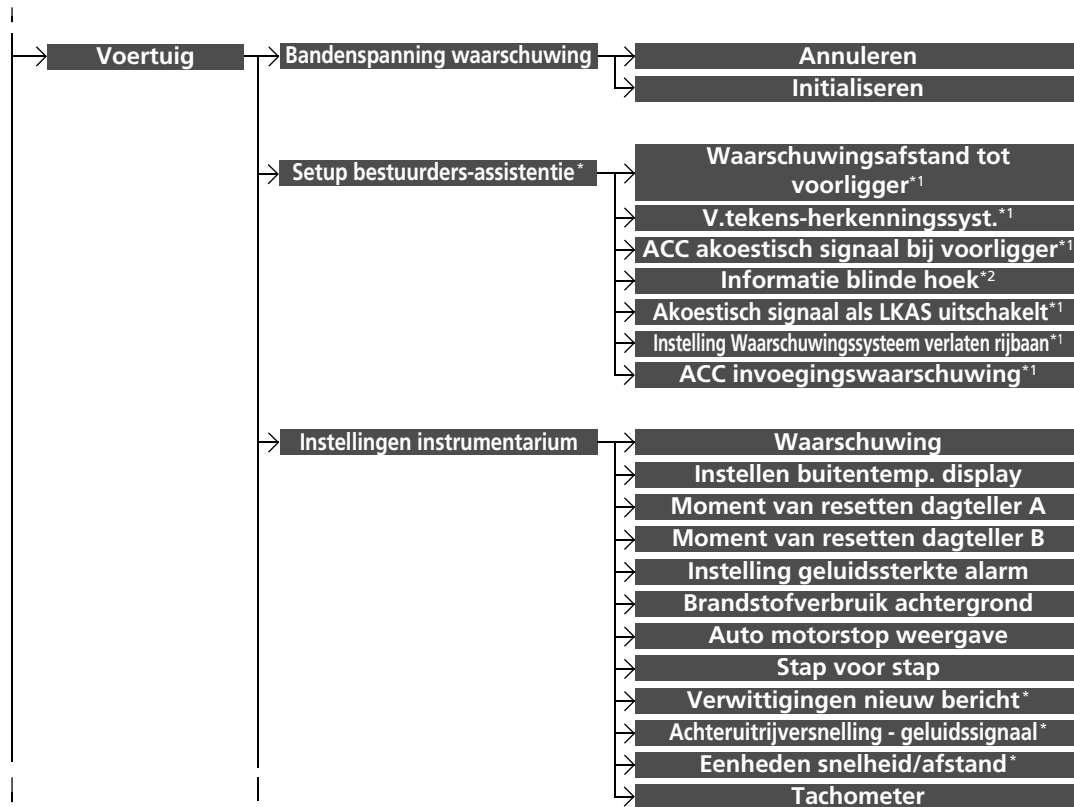 Voertuig
Bandenspanning waarschuwing
Annuleren
Initialiseren
Setup bestuurders-assistentie*
Waarschuwingsafstand tot
voorligger*1
V.tekens-herkenningssyst.*1
ACC akoestisch signaal bij voorligger*1
Informatie blinde hoek*2
Akoestisch signaal als LKAS uitschakelt*1
Instelling Waarschuwingssysteem verlaten rijbaan*1
ACC invoegingswaarschuwing*1
Instellingen instrumentarium
Waarschuwing
Instellen buitentemp. display
Moment van resetten dagteller A
Moment van resetten dagteller B
Instelling geluidssterkte alarm
Brandstofverbruik achtergrond
Auto motorstop weergave
Stap voor stap
Verwittigingen nieuw bericht*
Achteruitrijversnelling - geluidssignaal*
Eenheden snelheid/afstand*
Tachometer